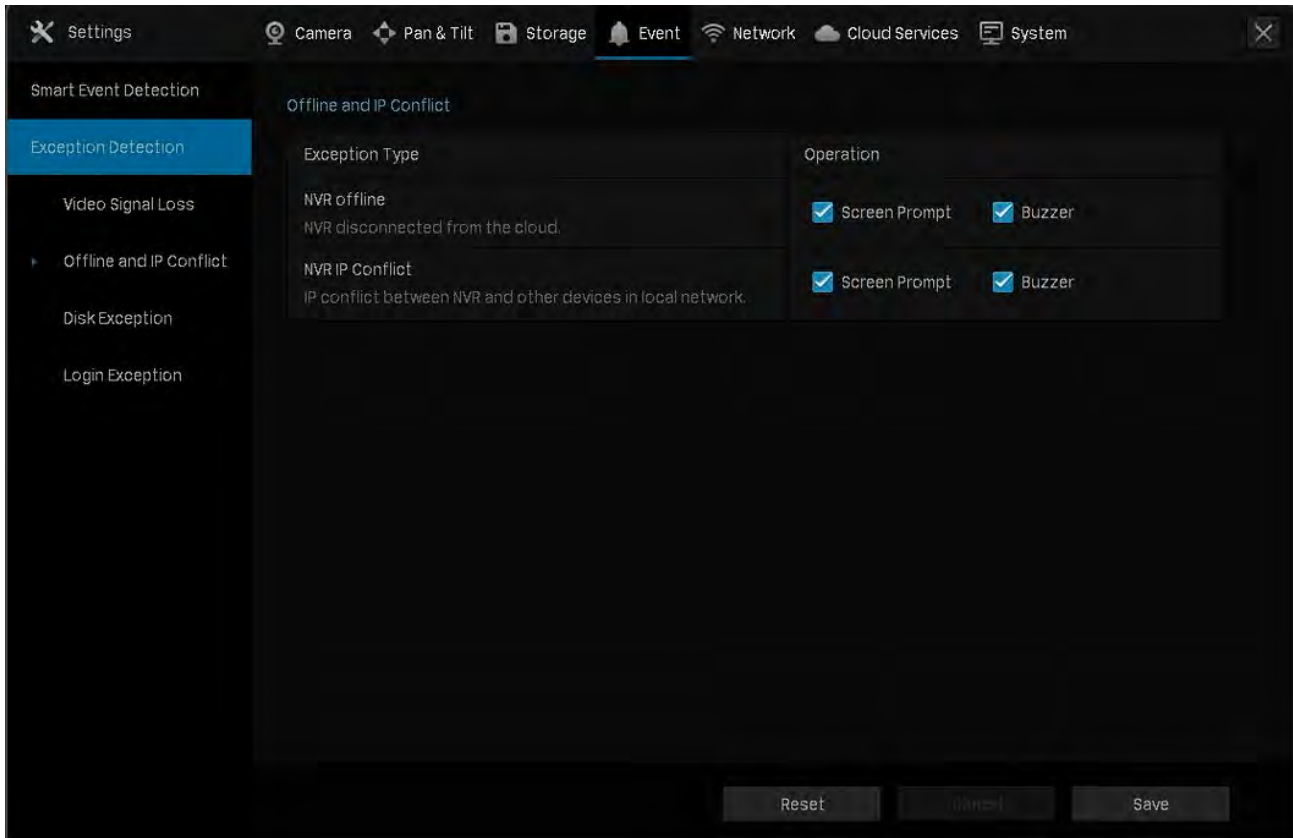 Settings
Camera Pan & Tilt Storage Event Network Cloud Services System
Smart Event Detection
Exception Detection
Video Signal Loss
Offline and IP Conflict
Disk Exception
Login Exception
Offline and IP Conflict
Exception Type Operation
NVR offline
NVR disconnected from the cloud.
Screen Prompt Buzzer
NVR IP Conflict
IP conflict between NVR and other devices in local network.
Screen Prompt Buzzer
Reset Cancel Save